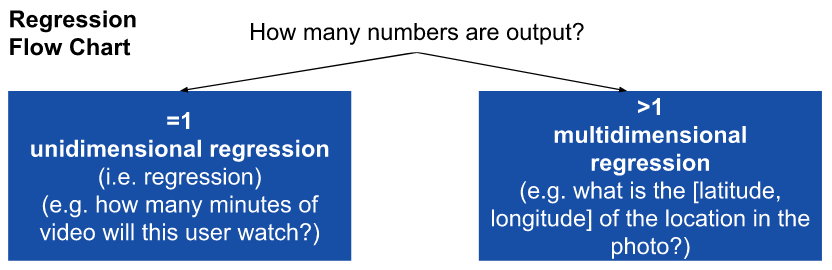 Regression
Flow Chart
How many numbers are output?
=1
unidimensional regression
(i.e. regression)
(e.g. how many minutes of
video will this user watch?)
>1
multidimensional
regression
(e.g. what is the [latitude,
longitude] of the location in the
photo?)